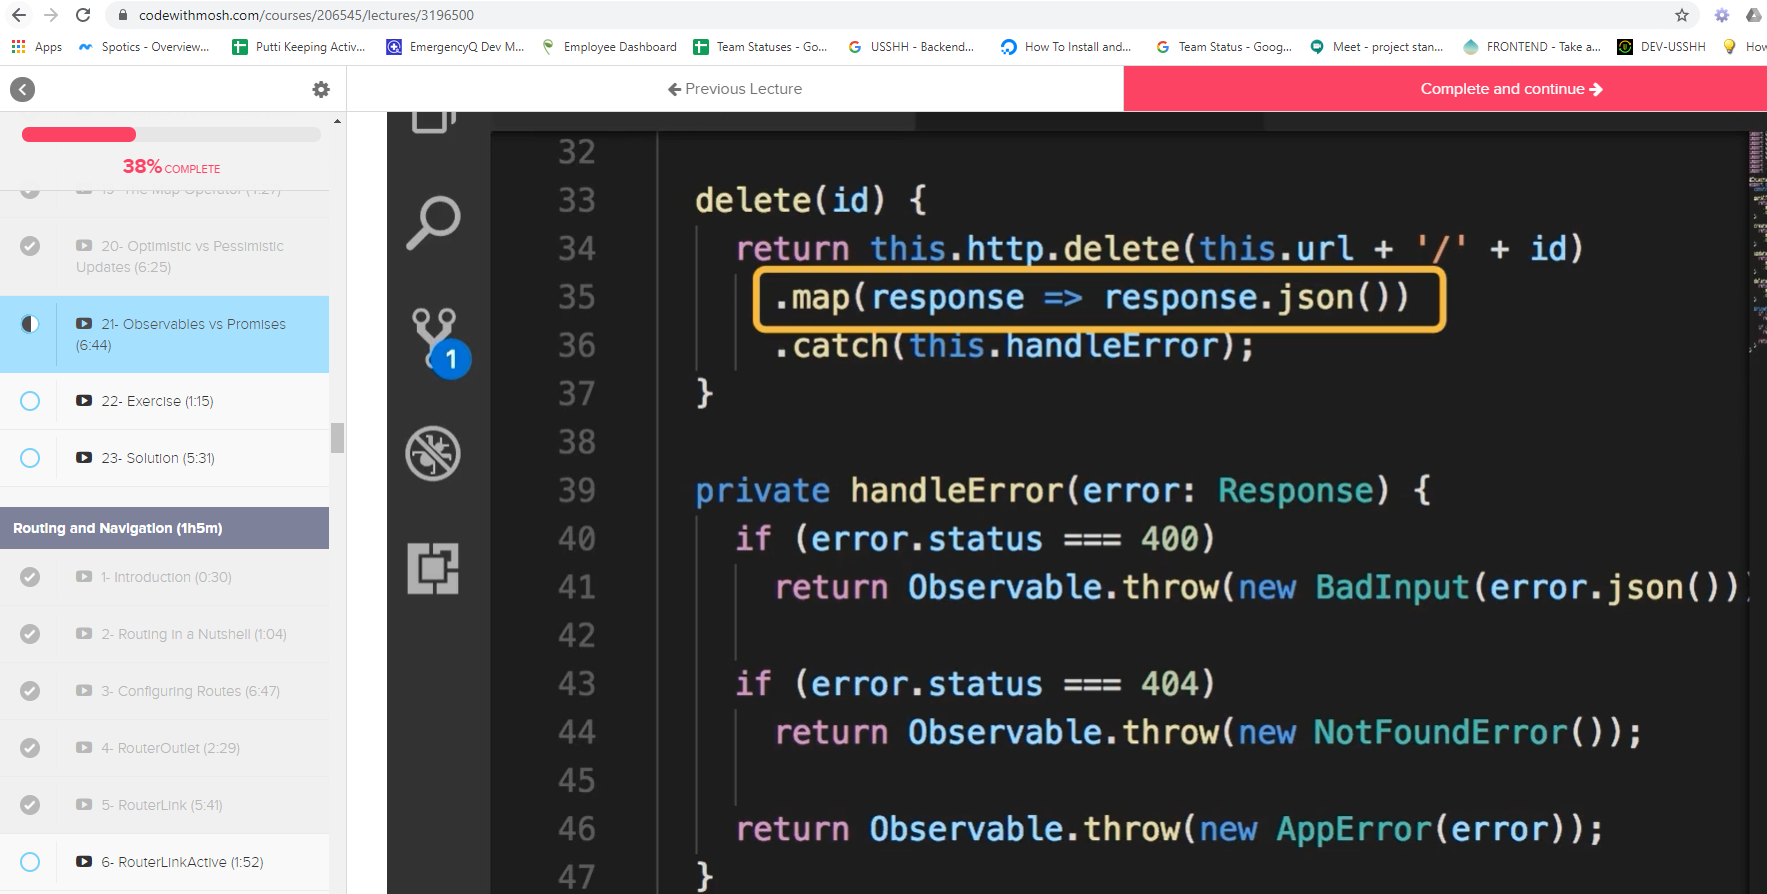 codewithmosh.com/courses/206545/lectures/3196500
Apps
Spotics - Overview...
Putti Keeping Activ...
EmergencyQ Dev M...
Employee Dashboard
Team Statuses - Go...
USSHH - Backend...
How To Install and...
Team Status - Goog...
Meet - project stan...
FRONTEND - Take a...
DEV-USSHH
How
Previous Lecture
Complete and continue
38% COMPLETE
19- The Map Operator (1:27)
20- Optimistic vs Pessimistic
Updates (6:25)
21- Observables vs Promises
(6:44)
22- Exercise (1:15)
23- Solution (5:31)
Routing and Navigation (1h5m)
1- Introduction (0:30)
2- Routing in a Nutshell (1:04)
3- Configuring Routes (6:47)
4- RouterOutlet (2:29)
5- RouterLink (5:41)
6- RouterLinkActive (1:52)
1
32
33 delete(id) {
34 return this.http.delete(this.url + '/' + id)
35 .map(response => response.json())
36 .catch(this.handleError);
37 }
38
39 private handleError(error: Response) {
40 if (error.status === 400)
41 return Observable.throw(new BadInput(error.json())
42
43 if (error.status === 404)
44 return Observable.throw(new NotFoundError());
45
46 return Observable.throw(new AppError(error));
47 }